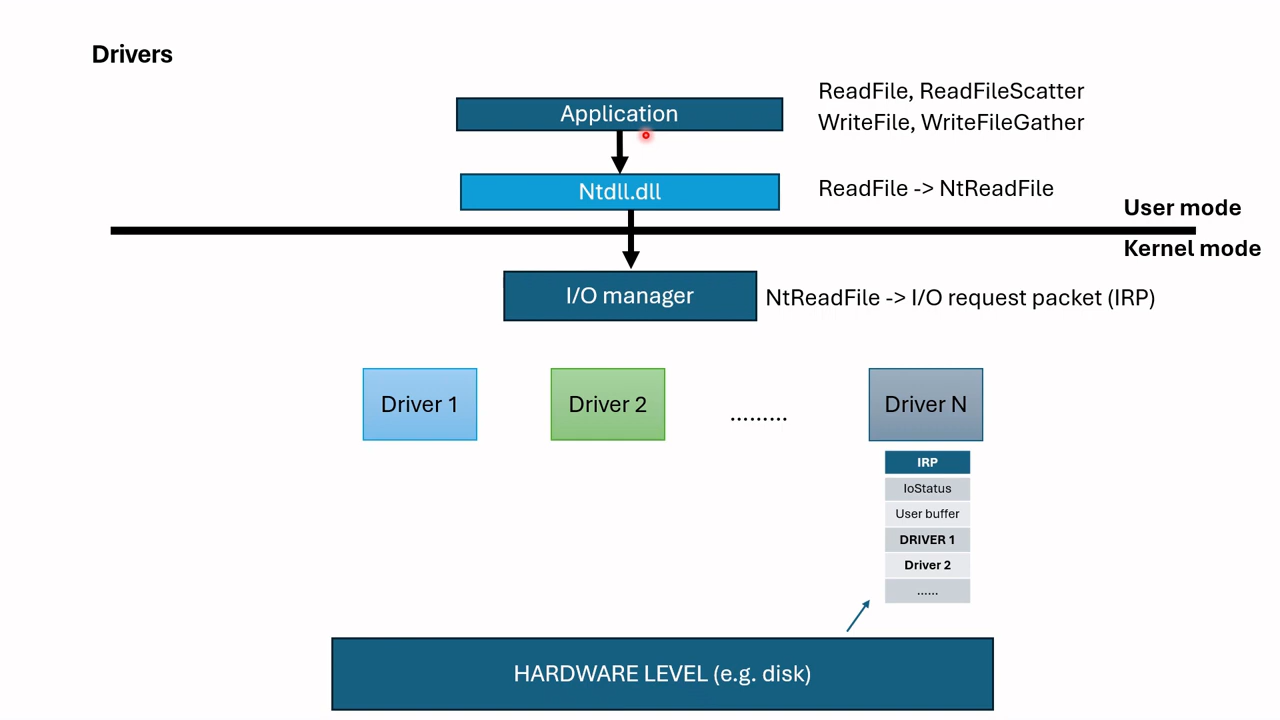 Drivers
Application
ReadFile, ReadFileScatter
WriteFile, WriteFileGather
Ntdll.dll
ReadFile -> NtReadFile
User mode
Kernel mode
I/O manager
NtReadFile -> I/O request packet (IRP)
Driver 1
Driver 2
.........
Driver N
IRP
IoStatus
User buffer
DRIVER 1
Driver 2
......
HARDWARE LEVEL (e.g. disk)